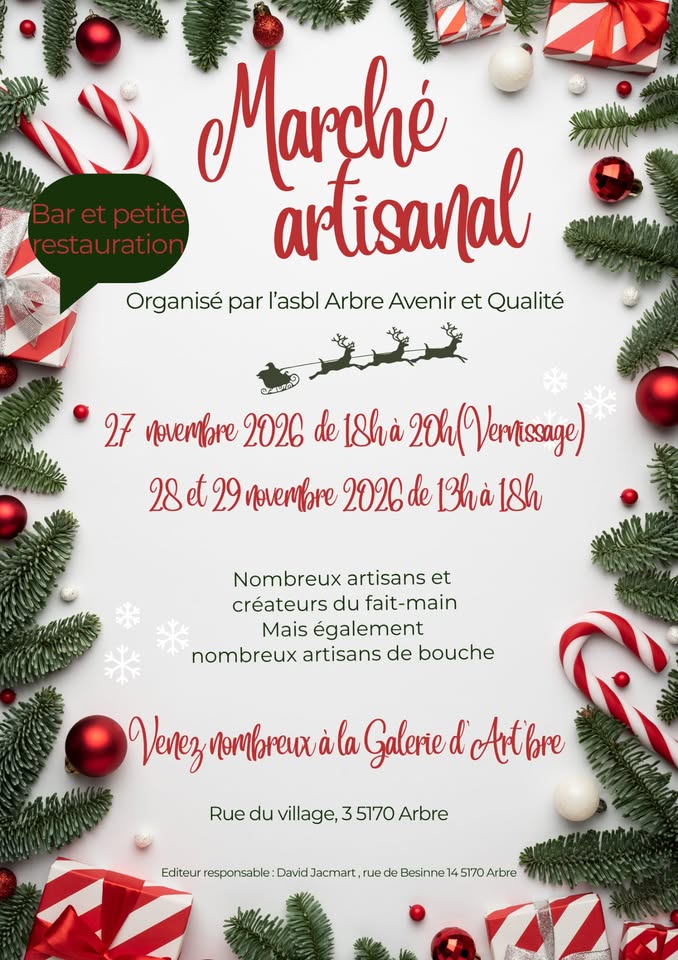 Marché
artisanal
Bar et petite
restauration
Organisé par l'asbl Arbre Avenir et Qualité
27 novembre 2026 de 18h à 20h(Vernissage)
28 et 29 novembre 2026 de 13h à 18h
Nombreux artisans et
créateurs du fait-main
Mais également
nombreux artisans de bouche
Venez nombreux à la Galerie d'Art'bre
Rue du village, 3 5170 Arbre
Editeur responsable : David Jacmart , rue de Besinne 14 5170 Arbre